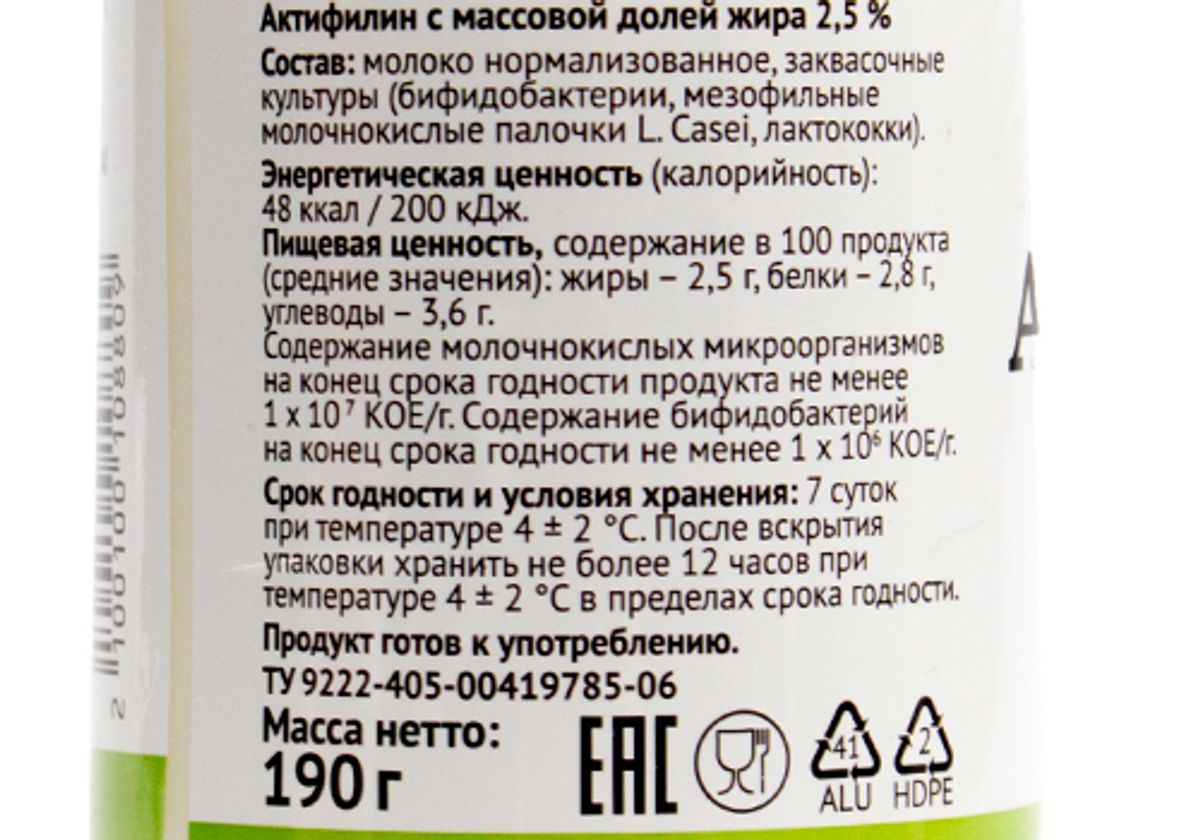 Актифилин с массовой долей жира 2,5 %
Состав: молоко нормализованное, заквасочные
культуры (бифидобактерии, мезофильные
молочнокислые палочки L. Casei, лактококки).
Энергетическая ценность (калорийность):
48 ккал / 200 кДж.
Пищевая ценность, содержание в 100 продукта
(средние значения): жиры – 2,5 г, белки – 2,8 г,
углеводы – 3,6 г.
Содержание молочнокислых микроорганизмов
на конец срока годности продукта не менее
1 х 10⁷ КОЕ/г. Содержание бифидобактерий
на конец срока годности не менее 1 х 10⁶ КОЕ/г.
Срок годности и условия хранения: 7 суток
при температуре 4 ± 2 °С. После вскрытия
упаковки хранить не более 12 часов при
температуре 4 ± 2 °С в пределах срока годности.
Продукт готов к употреблению.
ТУ 9222-405-00419785-06
Масса нетто:
190 г
EAC
41
ALU
2
HDPE